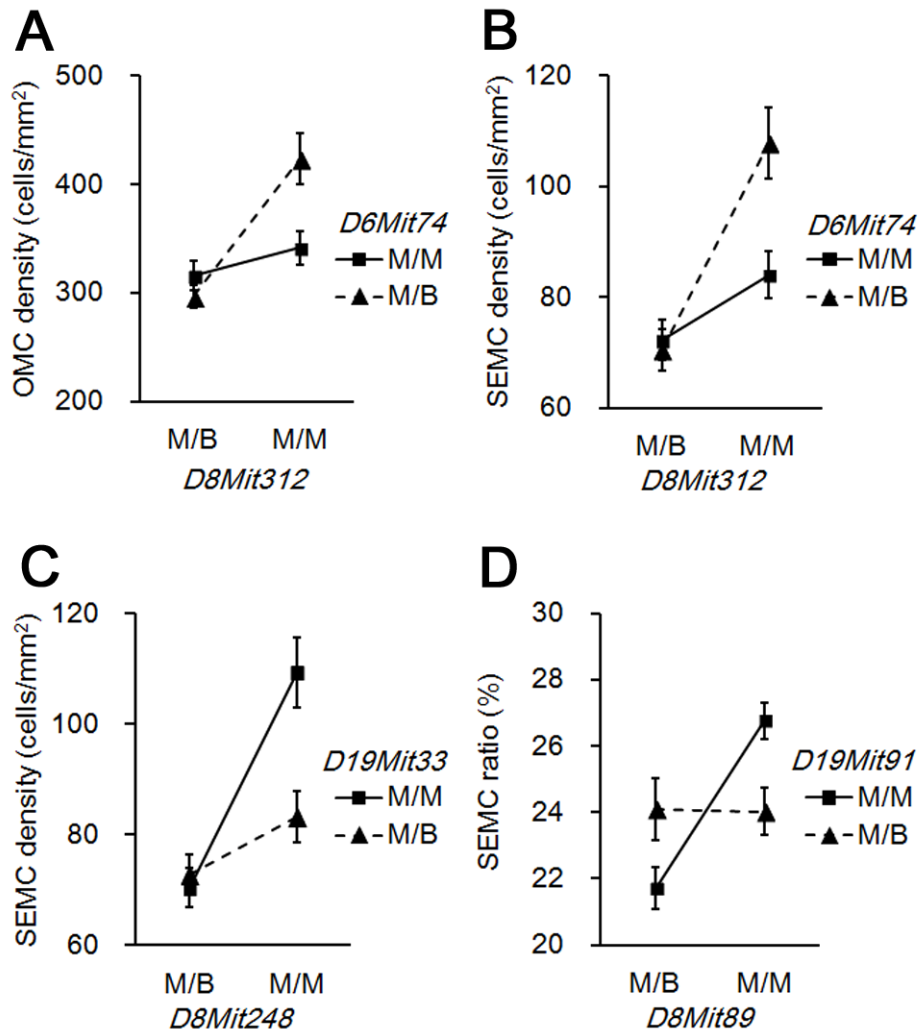 A
OMC density (cells/mm²)
500
400
300
200
D6Mit74
M/M
M/B
M/B M/M
D8Mit312
B
SEMC density (cells/mm²)
120
100
80
60
D6Mit74
M/M
M/B
M/B M/M
D8Mit312
C
SEMC density (cells/mm²)
120
100
80
60
D19Mit33
M/M
M/B
M/B M/M
D8Mit248
D
SEMC ratio (%)
30
28
26
24
22
20
D19Mit91
M/M
M/B
M/B M/M
D8Mit89